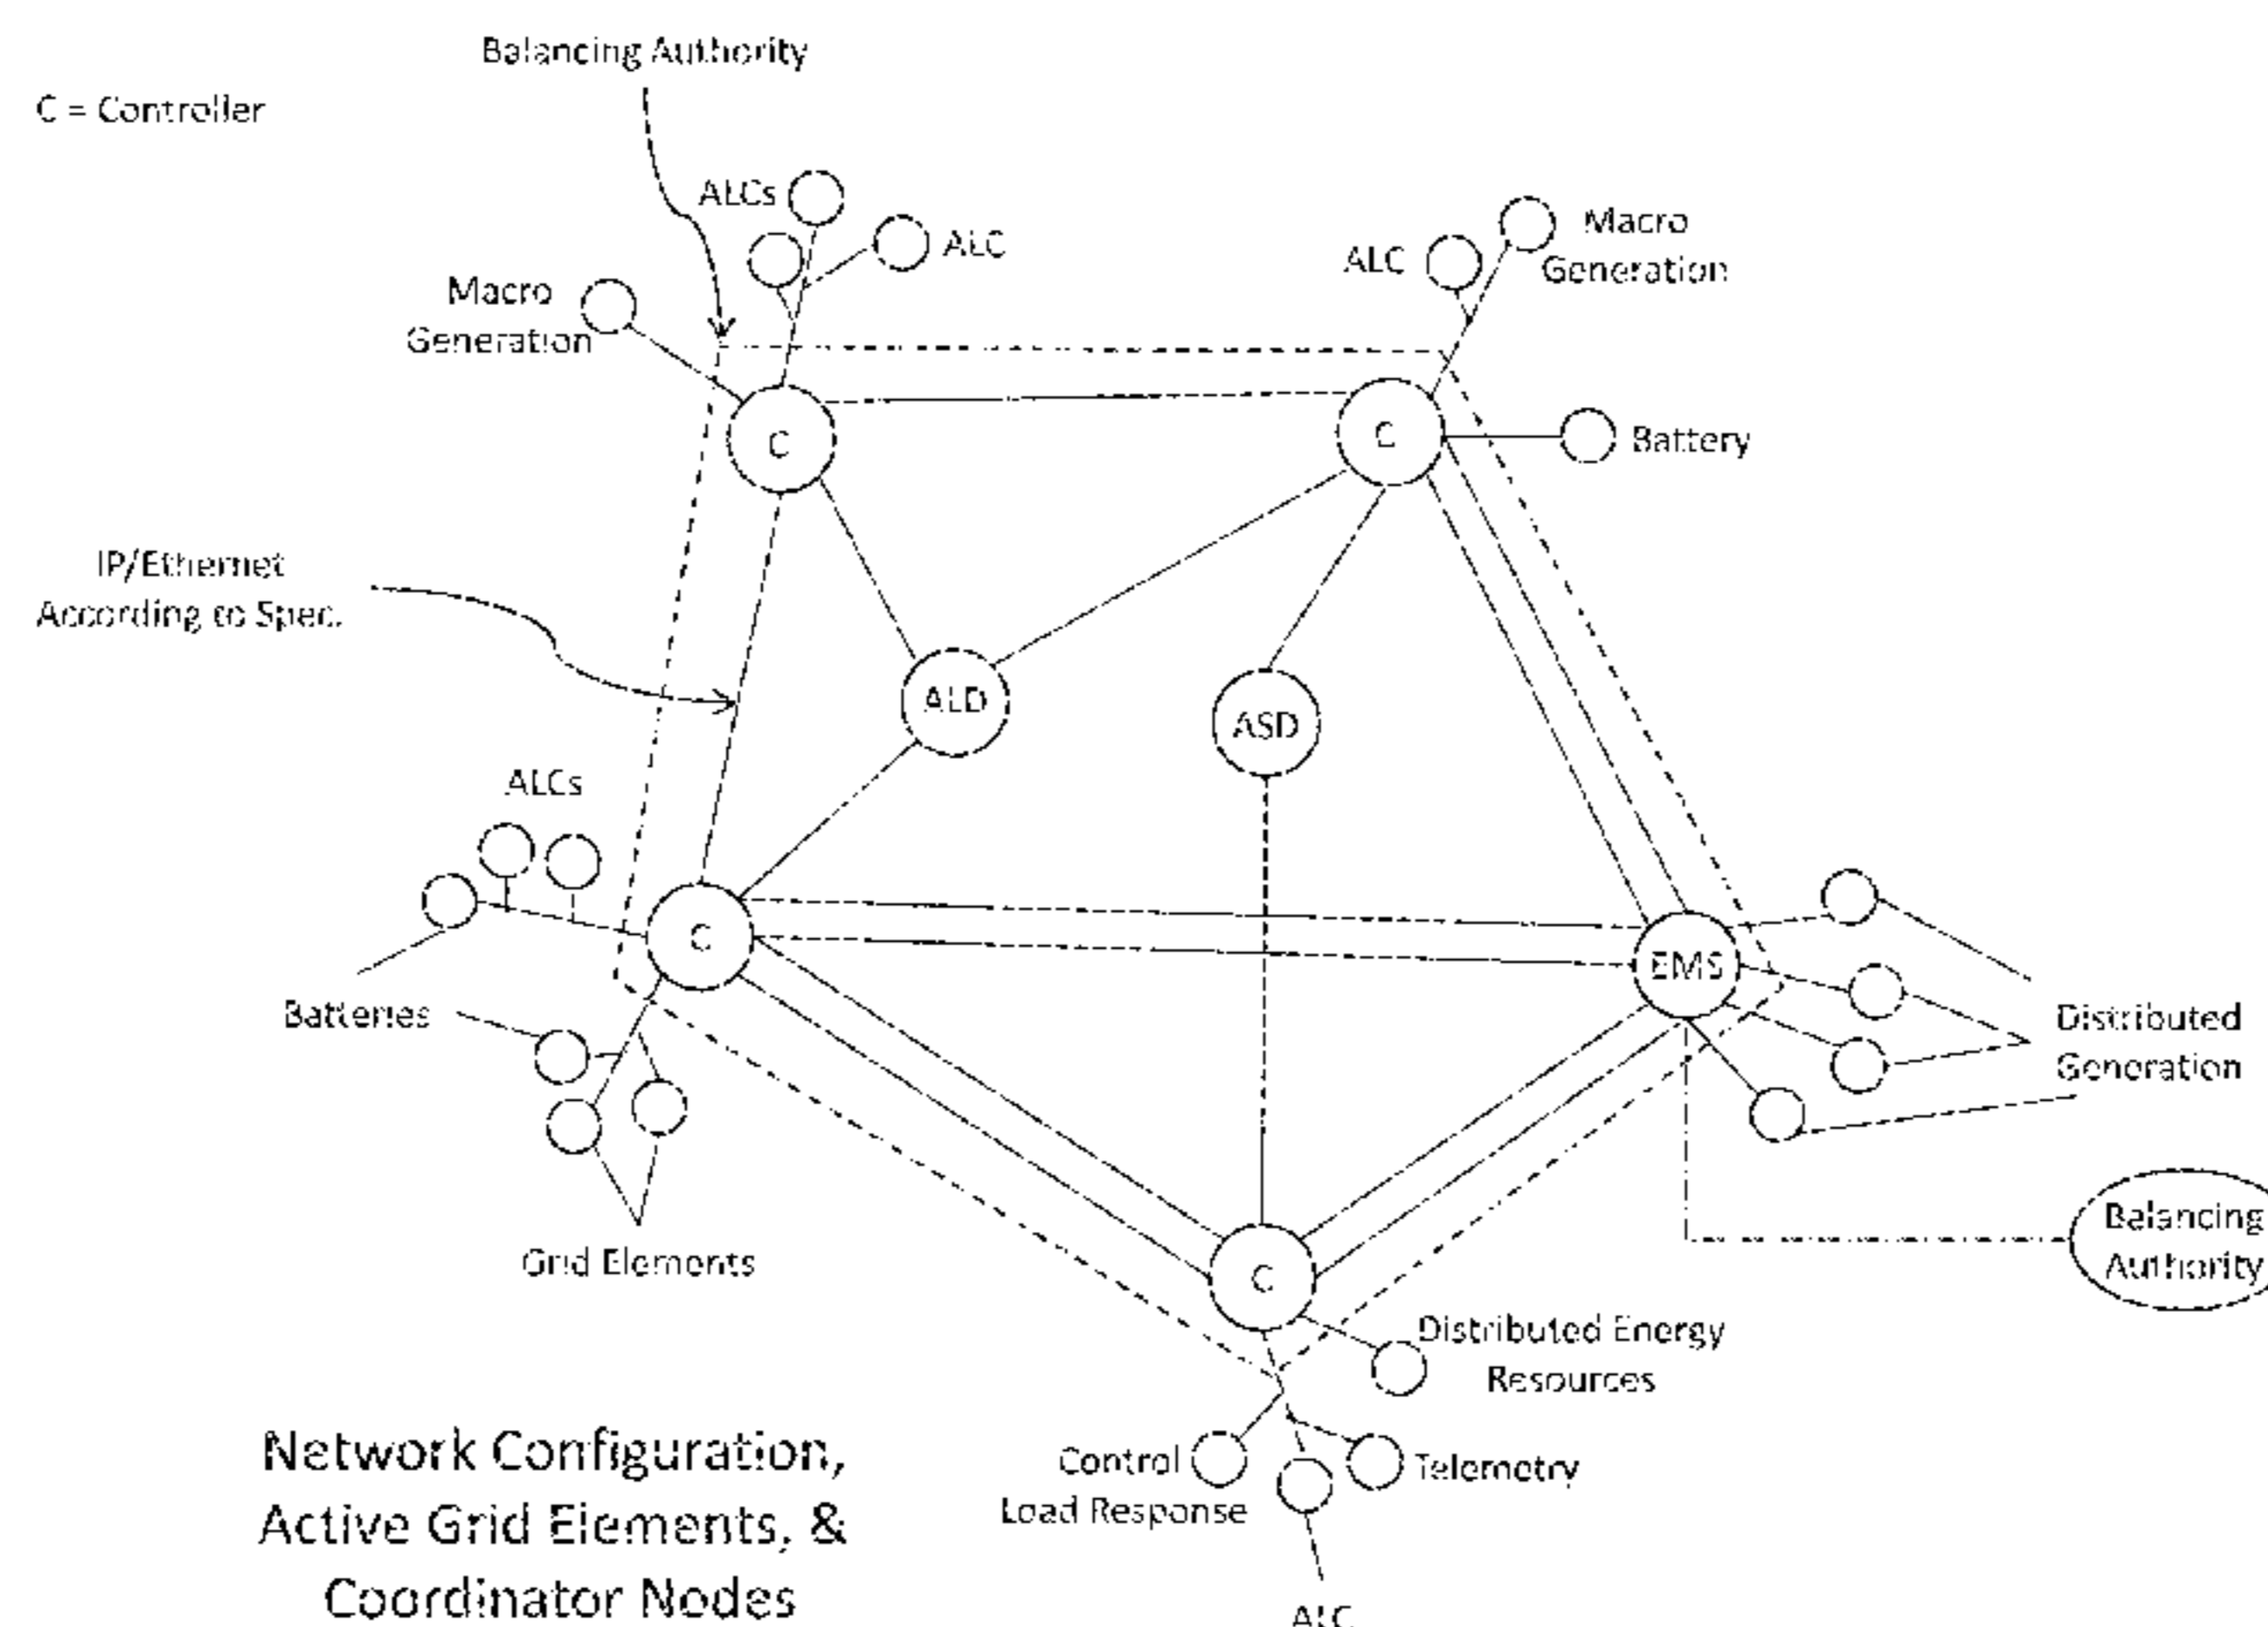 Balancing Authority
C = Controller
ALCs
ALC
Macro
Generation
ALC
Macro
Generation
C
C
Battery
IP/Ethernet
According to Spec.
ALD
ASD
ALCs
C
EMS
Batteries
Distributed
Generation
Grid Elements
Balancing
Authority
C
Distributed Energy
Resources
Control
Load Response
Telemetry
ALC
Network Configuration,
Active Grid Elements, &
Coordinator Nodes